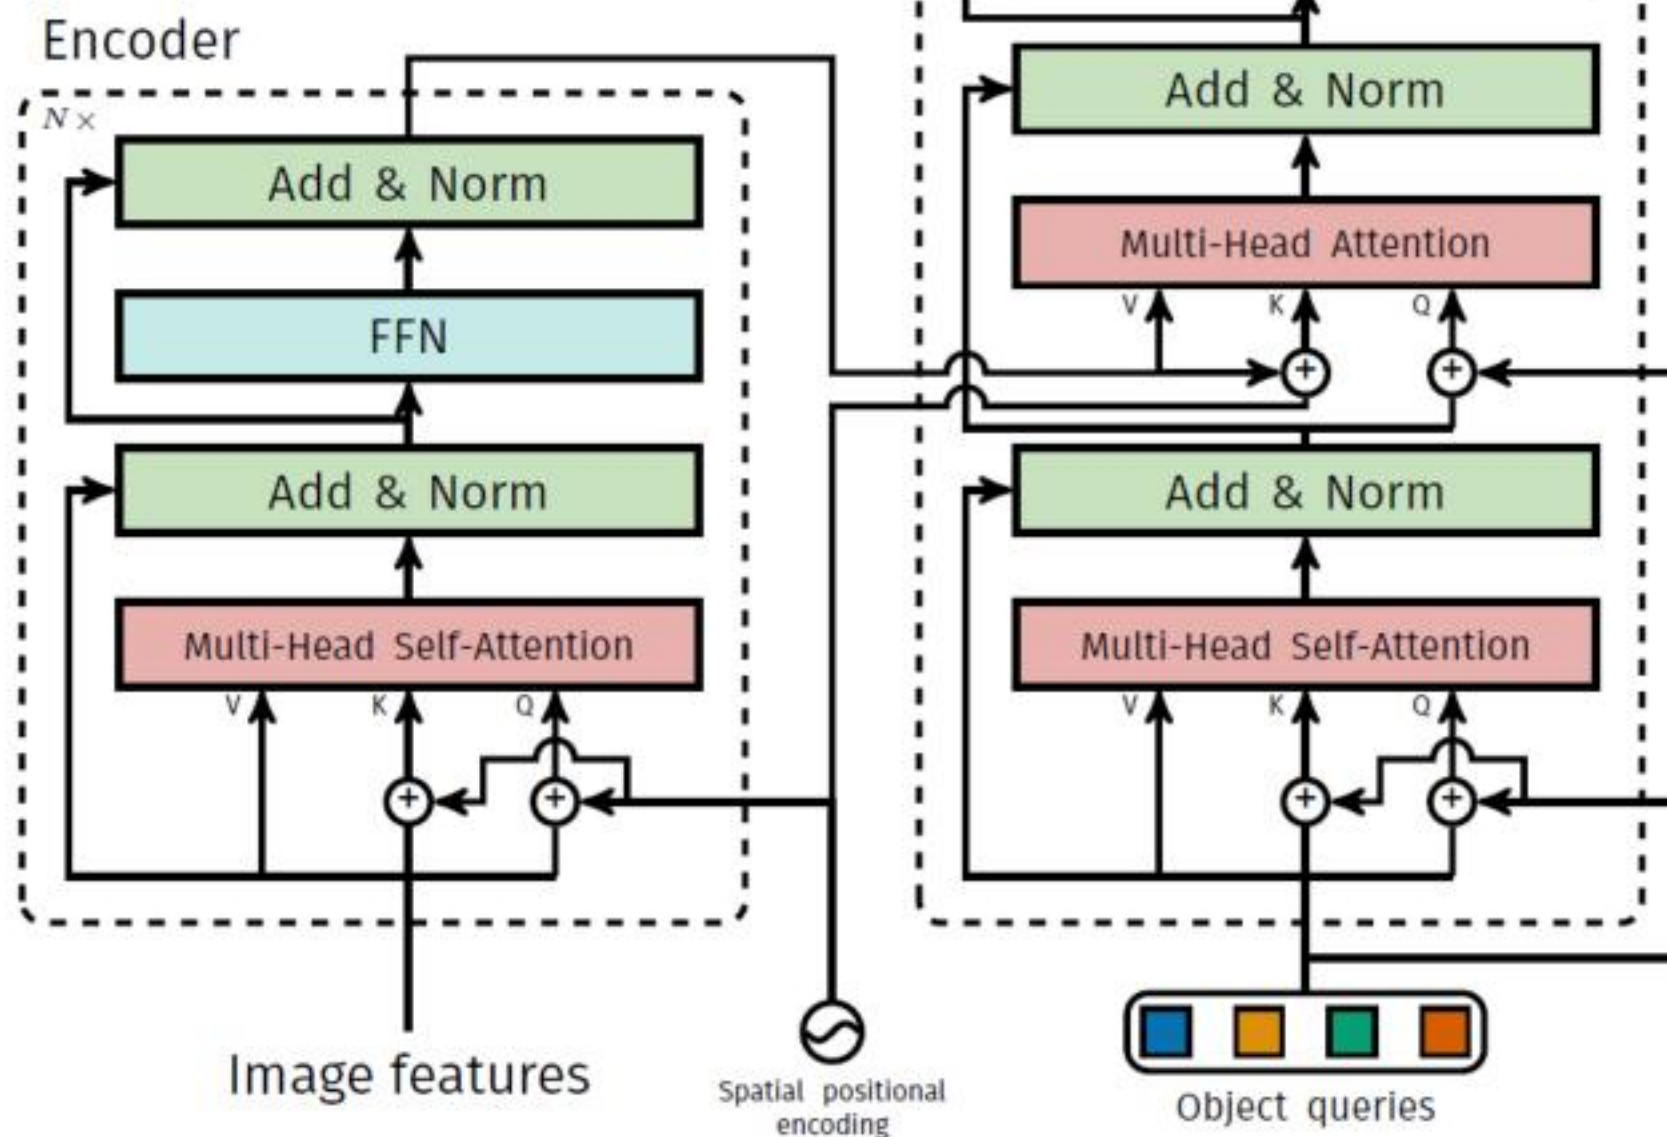 Encoder
N×
Add & Norm
FFN
Add & Norm
Multi-Head Self-Attention
V K Q
+ +
Image features
Spatial positional
encoding
Add & Norm
Multi-Head Attention
V K Q
+ +
Add & Norm
Multi-Head Self-Attention
V K Q
+ +
Object queries